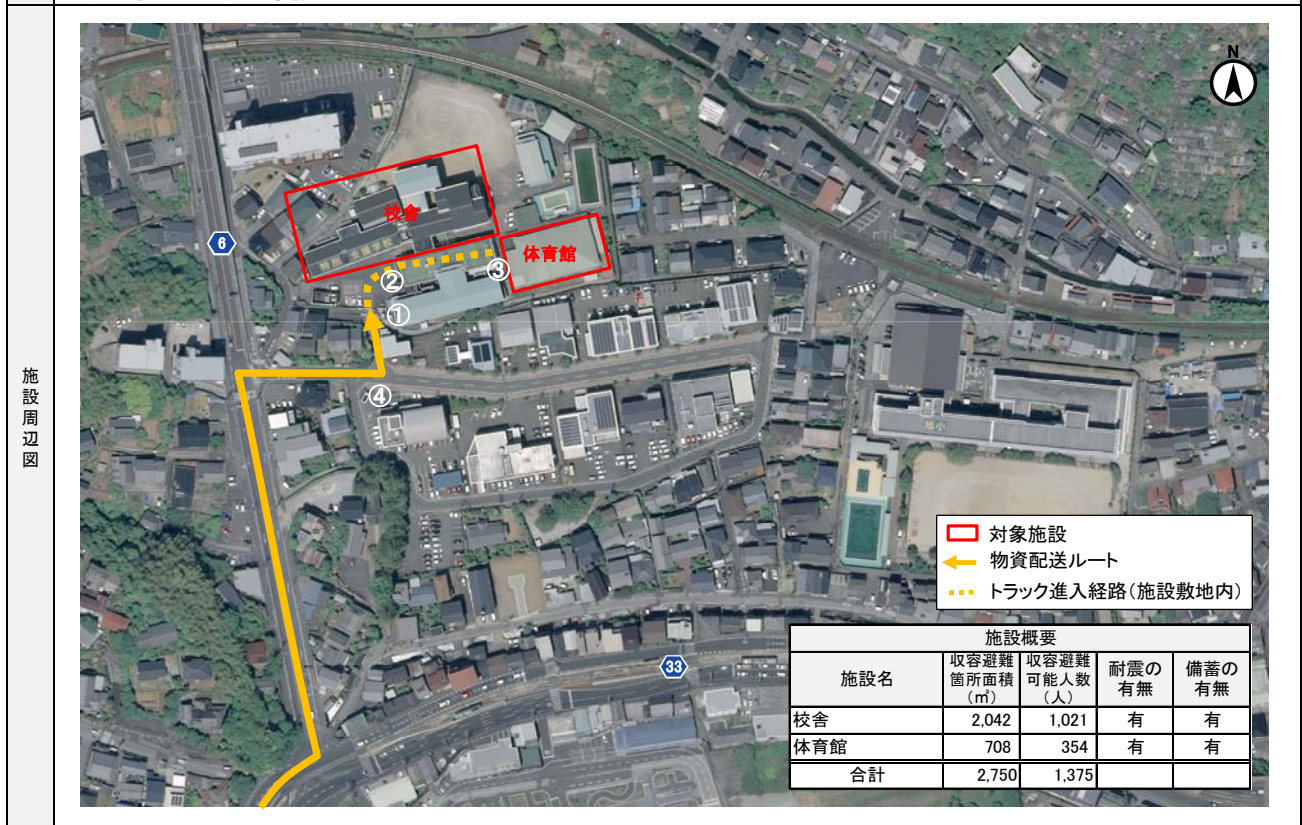 施設周辺図
N
6
校舎
体育館
②
③
①
④
旭小
33
対象施設
物資配送ルート
トラック進入経路（施設敷地内）
施設概要
施設名 収容避難箇所面積（㎡） 収容避難可能人数（人） 耐震の有無 備蓄の有無
校舎 2,042 1,021 有 有
体育館 708 354 有 有
合計 2,750 1,375